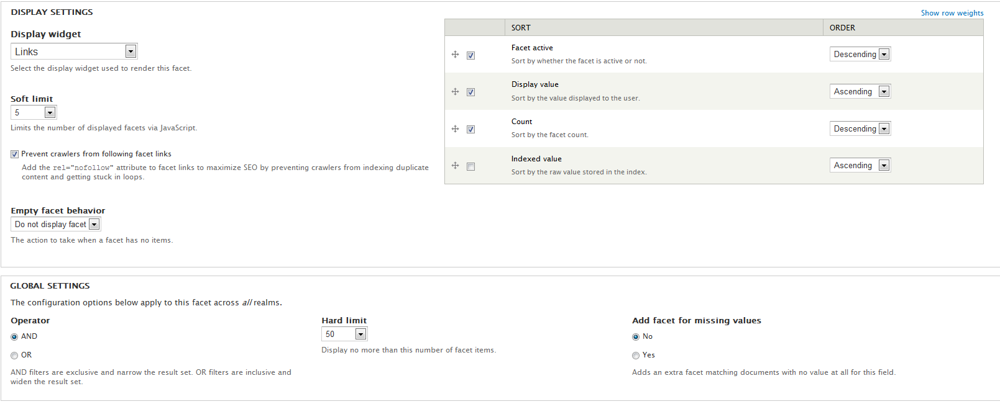 DISPLAY SETTINGS
Display widget
Links
Select the display widget used to render this facet.
Soft limit
5
Limits the number of displayed facets via JavaScript.
Prevent crawlers from following facet links
Add the rel="nofollow" attribute to facet links to maximize SEO by preventing crawlers from indexing duplicate
content and getting stuck in loops.
Empty facet behavior
Do not display facet
The action to take when a facet has no items.
Show row weights
SORT ORDER
Facet active
Sort by whether the facet is active or not.
Descending
Display value
Sort by the value displayed to the user.
Ascending
Count
Sort by the facet count.
Descending
Indexed value
Sort by the raw value stored in the index.
Ascending
GLOBAL SETTINGS
The configuration options below apply to this facet across all realms.
Operator
AND
OR
AND filters are exclusive and narrow the result set. OR filters are inclusive and
widen the result set.
Hard limit
50
Display no more than this number of facet items.
Add facet for missing values
No
Yes
Adds an extra facet matching documents with no value at all for this field.